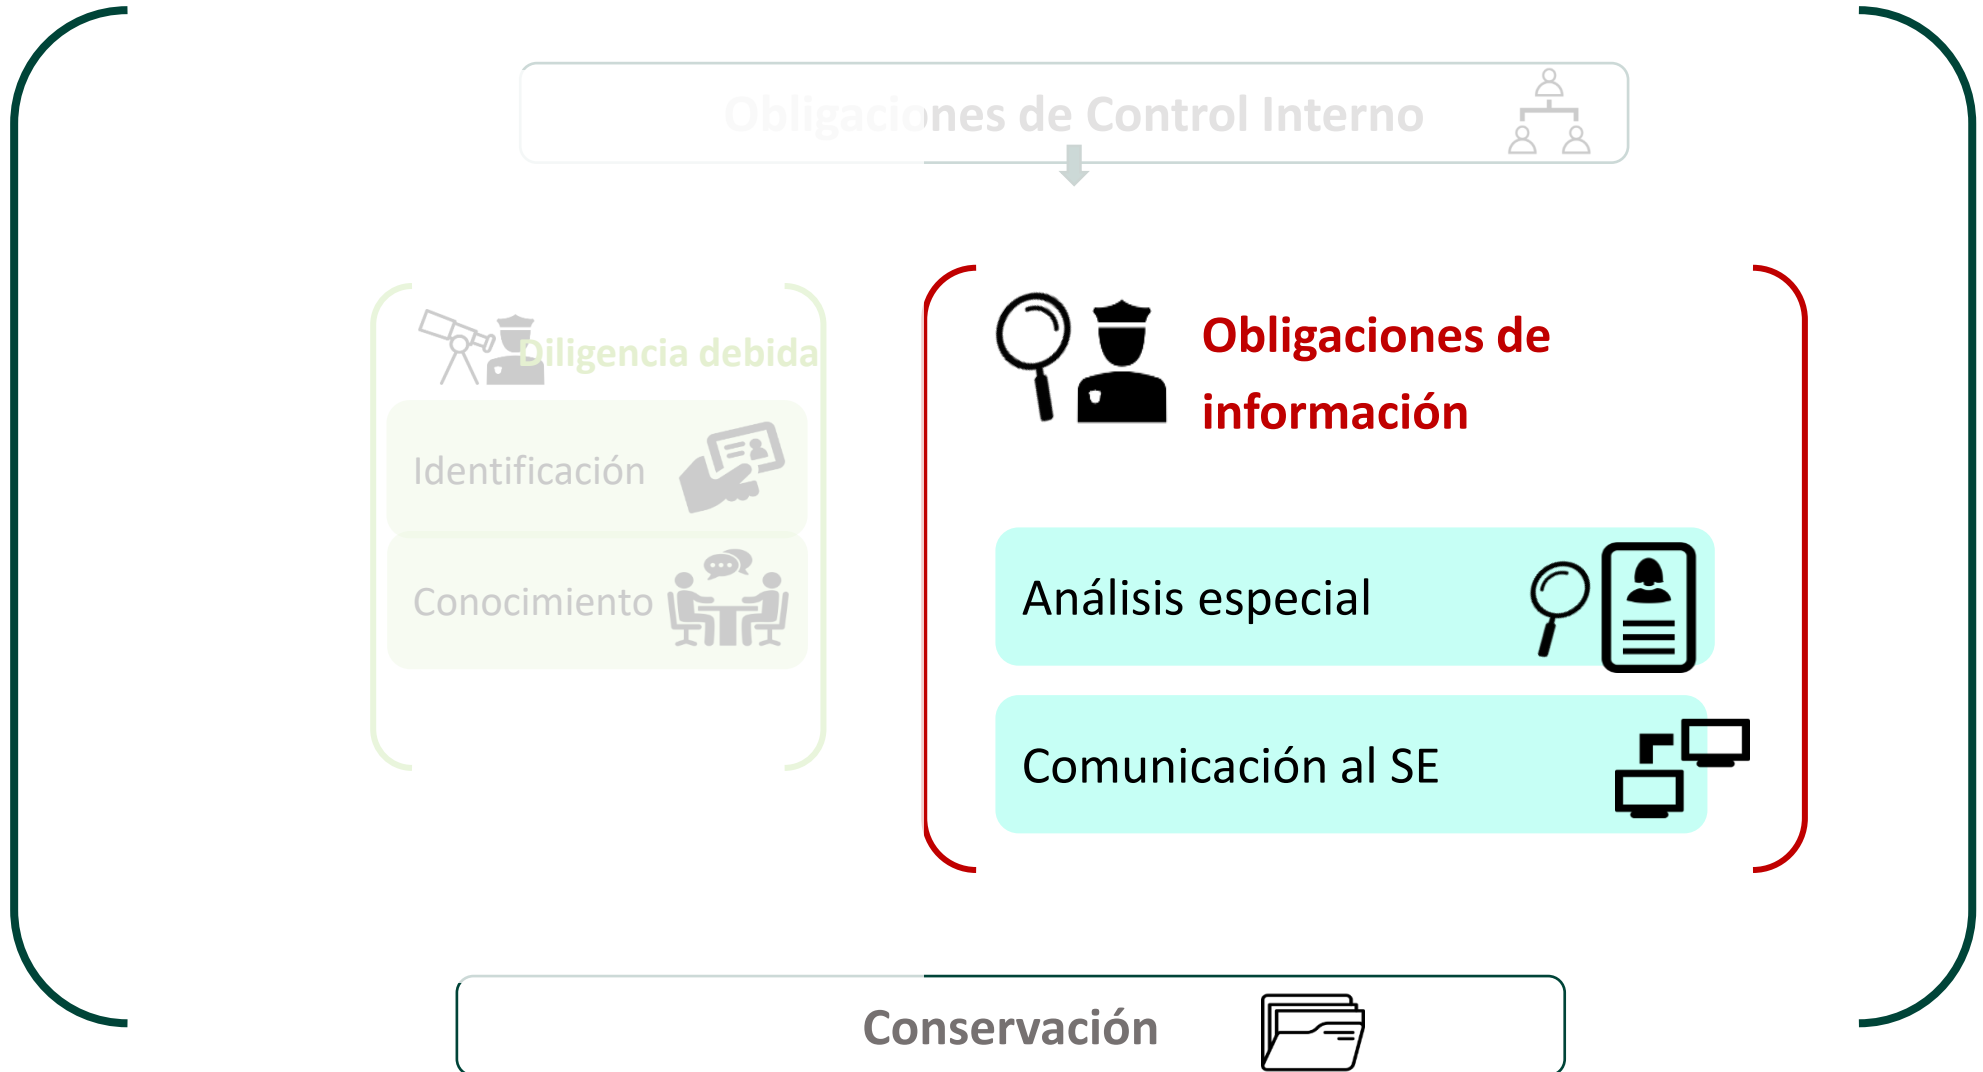 Obligaciones de Control Interno
Diligencia debida
Identificación
Conocimiento
Obligaciones de
información
Análisis especial
Comunicación al SE
Conservación